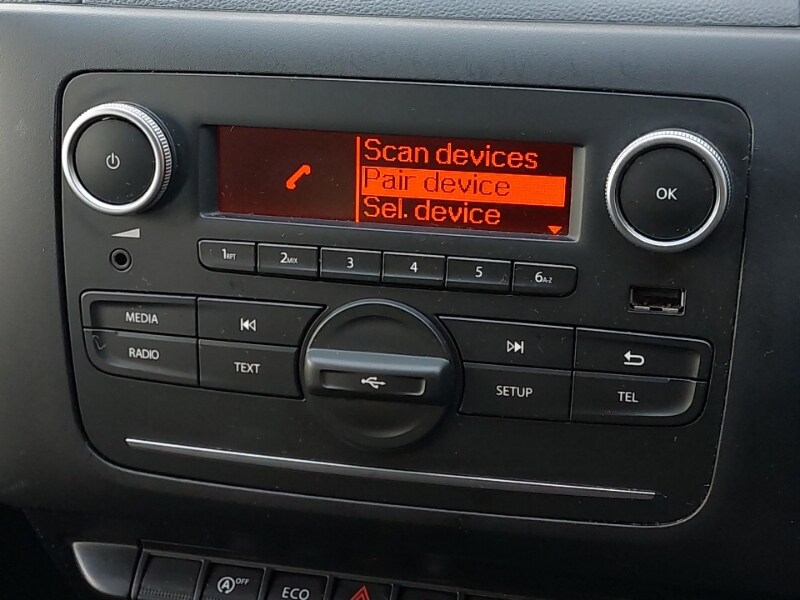 Scan devices
Pair device
Sel. device
OK
1RPT
2MIX
3
4
5
6A-Z
MEDIA
RADIO
TEXT
SETUP
TEL
A OFF
ECO